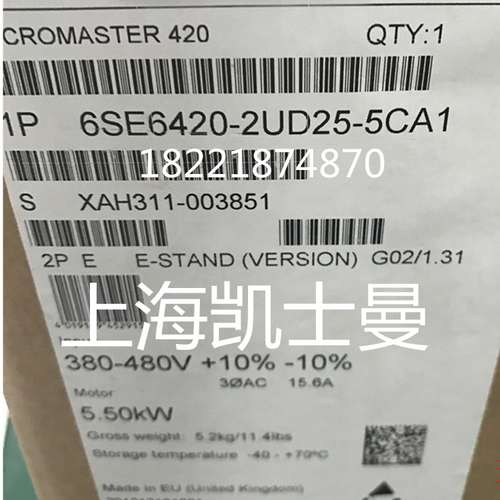 CROMASTER 420 QTY:1
1P 6SE6420-2UD25-5CA1
18221874870
S XAH311-003851
2P E E-STAND (VERSION) G02/1.31
上海凯士曼
380-480V +10% -10%
3ØAC 15.6A
Motor
5.50kW
Gross weight: 5.2kg/11.4lbs
Storage temperature -40 - +70°C
Made in EU (United Kingdom)